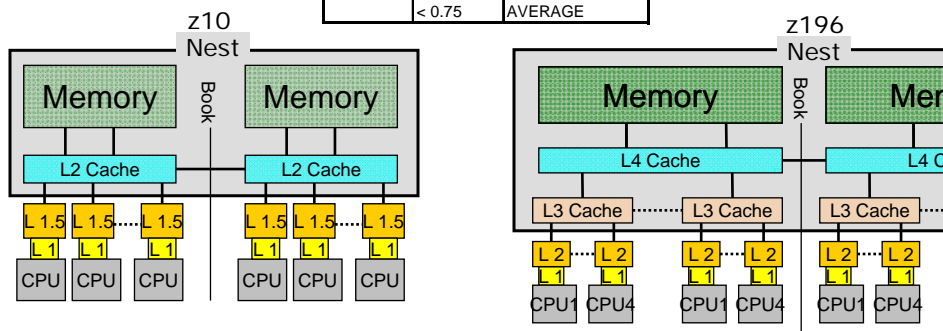 < 0.75 AVERAGE
z10
Nest
Memory Book Memory
L2 Cache L2 Cache
L 1.5 L 1.5 L 1.5 L 1.5 L 1.5 L 1.5
L 1 L 1 L 1 L 1 L 1 L 1
CPU CPU CPU CPU CPU CPU
z196
Nest
Memory Book Mer
L4 Cache L4 C
L3 Cache L3 Cache L3 Cache
L 2 L 2 L 2 L 2 L 2 L 2
L 1 L 1 L 1 L 1 L 1 L 1
CPU1 CPU4 CPU1 CPU4 CPU1 CPU4